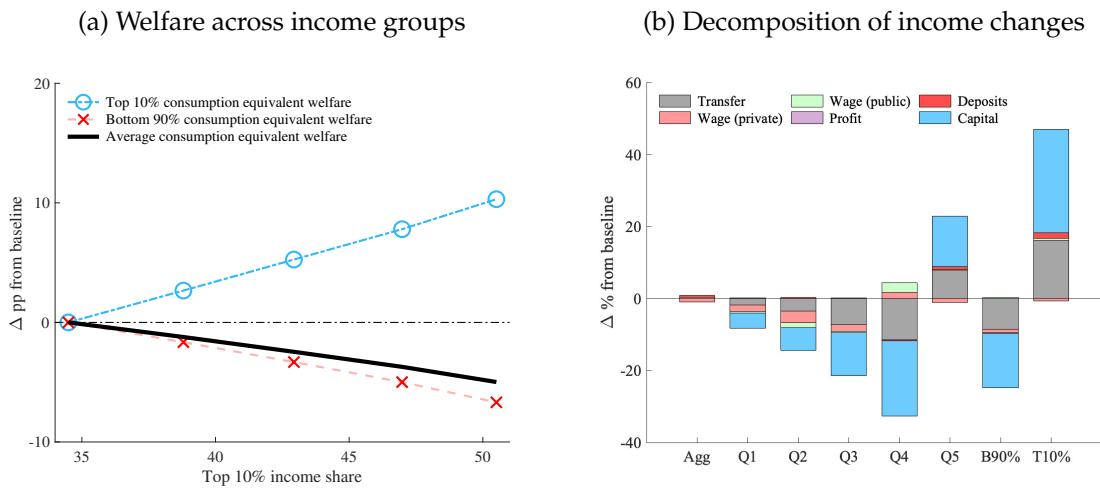 (a) Welfare across income groups
20
10
0
-10
Δ pp from baseline
Top 10% consumption equivalent welfare
Bottom 90% consumption equivalent welfare
Average consumption equivalent welfare
35 40 45 50
Top 10% income share
(b) Decomposition of income changes
60
40
20
0
-20
-40
Δ % from baseline
Transfer Wage (public) Deposits
Wage (private) Profit Capital
Agg Q1 Q2 Q3 Q4 Q5 B90% T10%